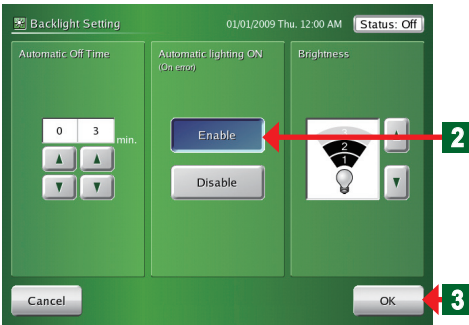 Backlight Setting
01/01/2009 Thu. 12:00 AM
Status: Off
Automatic Off Time
0 3 min.
Automatic lighting ON
(On error)
Enable
Disable
Brightness
3
2
1
Cancel
OK
2
3